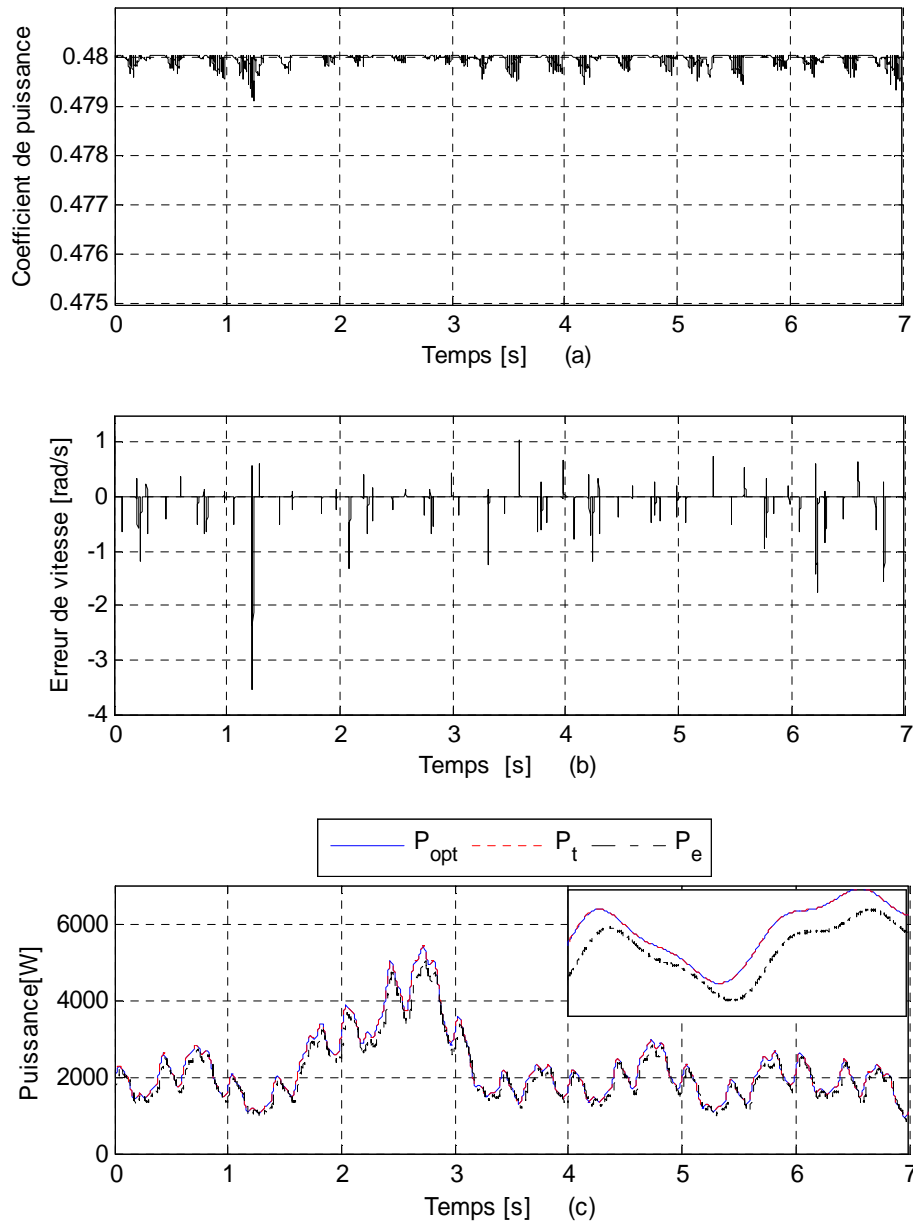 Coefficient de puissance
0.48
0.479
0.478
0.477
0.476
0.475
0 1 2 3 4 5 6 7
Temps [s] (a)
Erreur de vitesse [rad/s]
1
0
-1
-2
-3
-4
0 1 2 3 4 5 6 7
Temps [s] (b)
P_opt P_t P_e
Puissance[W]
6000
4000
2000
0
0 1 2 3 4 5 6 7
Temps [s] (c)